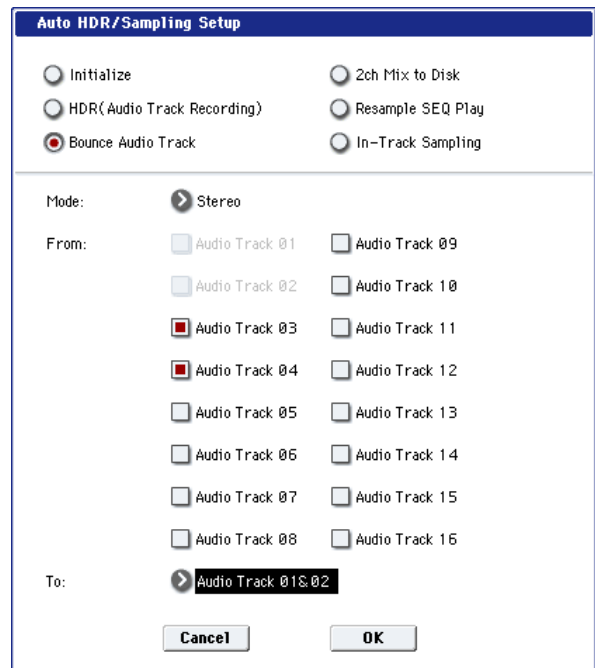 Auto HDR/Sampling Setup
Initialize
2ch Mix to Disk
HDR(Audio Track Recording)
Resample SEQ Play
Bounce Audio Track
In-Track Sampling
Mode:
Stereo
From:
Audio Track 01
Audio Track 09
Audio Track 02
Audio Track 10
Audio Track 03
Audio Track 11
Audio Track 04
Audio Track 12
Audio Track 05
Audio Track 13
Audio Track 06
Audio Track 14
Audio Track 07
Audio Track 15
Audio Track 08
Audio Track 16
To:
Audio Track 01&02
Cancel
OK